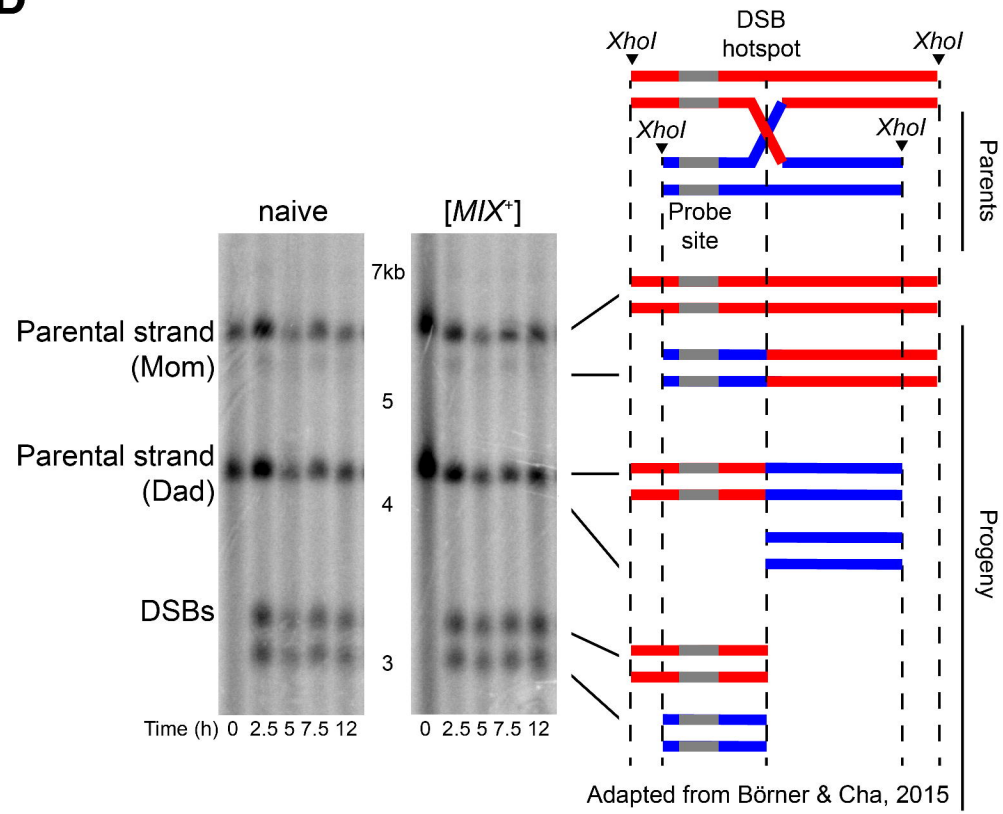 D
DSB
hotspot
XhoI
XhoI
XhoI
XhoI
Parents
Probe
site
naive
[MIX+]
7kb
Parental strand
(Mom)
5
Parental strand
(Dad)
4
DSBs
3
Progeny
Time (h) 0 2.5 5 7.5 12
0 2.5 5 7.5 12
Adapted from Börner & Cha, 2015